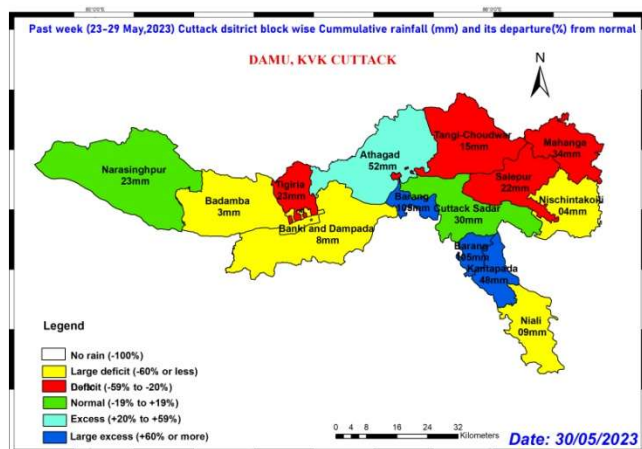 Past week (23-29 May,2023) Cuttack dsitrict block wise Cummulative rainfall (mm) and its departure(%) from normal
DAMU, KVK CUTTACK
N
Tangi-Choudwar
15mm
Mahanga
34mm
Athagad
52mm
Narasinghpur
23mm
Salepur
22mm
Tigiria
23mm
Badamba
3mm
Barang
105mm
Nischintakoili
04mm
Cuttack Sadar
30mm
Banki and Dampada
8mm
Barang
105mm
Kantapada
48mm
Niali
09mm
Legend
No rain (-100%)
Large deficit (-60% or less)
Deficit (-59% to -20%)
Normal (-19% to +19%)
Excess (+20% to +59%)
Large excess (+60% or more)
0 4 8 16 24 32
Kilometers
Date: 30/05/2023